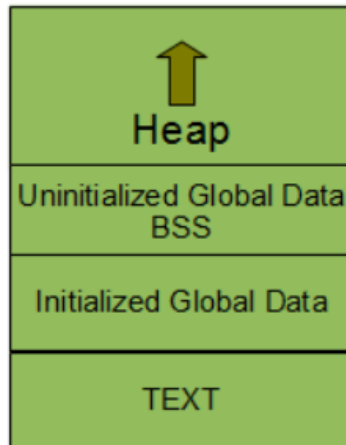 Heap
Uninitialized Global Data
BSS
Initialized Global Data
TEXT